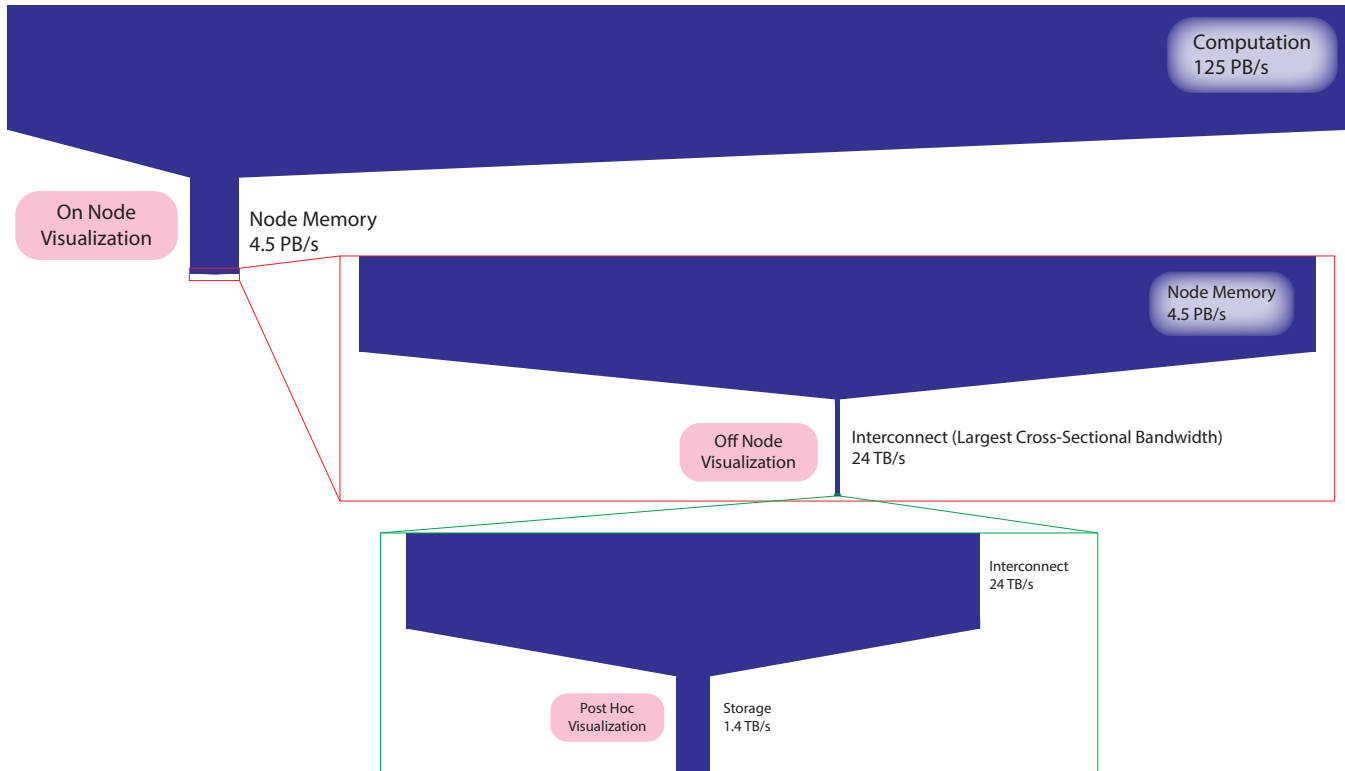 Computation
125 PB/s
On Node
Visualization
Node Memory
4.5 PB/s
Node Memory
4.5 PB/s
Off Node
Visualization
Interconnect (Largest Cross-Sectional Bandwidth)
24 TB/s
Interconnect
24 TB/s
Post Hoc
Visualization
Storage
1.4 TB/s